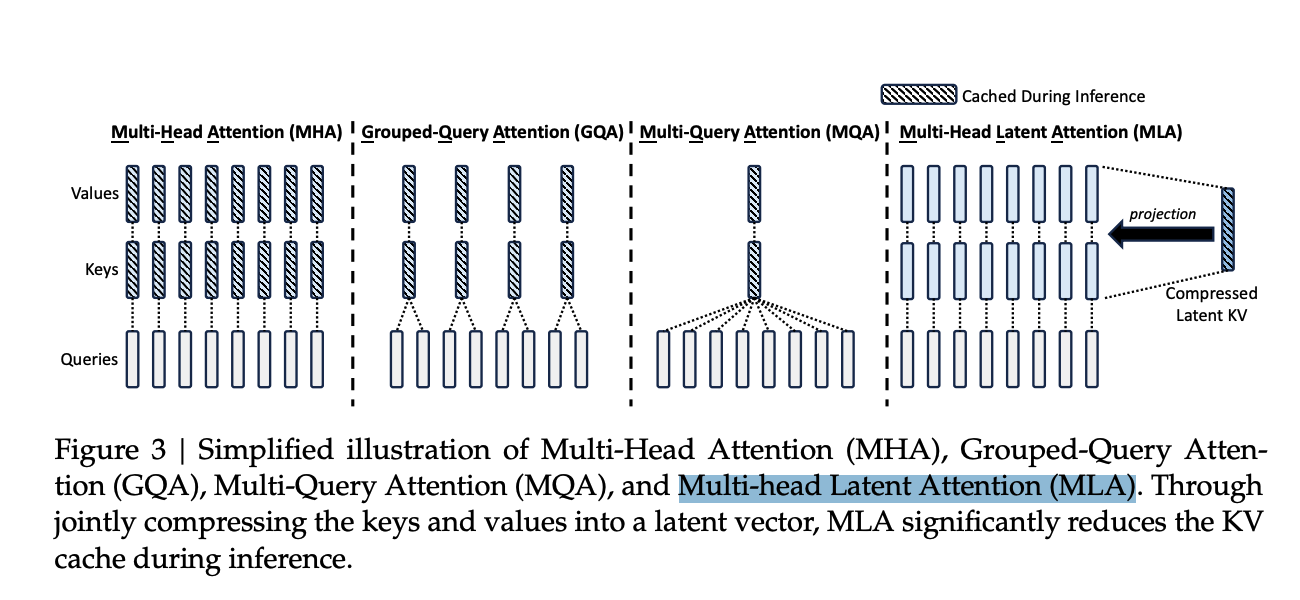 Cached During Inference
Multi-Head Attention (MHA)
Grouped-Query Attention (GQA)
Multi-Query Attention (MQA)
Multi-Head Latent Attention (MLA)
Values
Keys
Queries
projection
Compressed
Latent KV
Figure 3 | Simplified illustration of Multi-Head Attention (MHA), Grouped-Query Atten-
tion (GQA), Multi-Query Attention (MQA), and Multi-head Latent Attention (MLA). Through
jointly compressing the keys and values into a latent vector, MLA significantly reduces the KV
cache during inference.